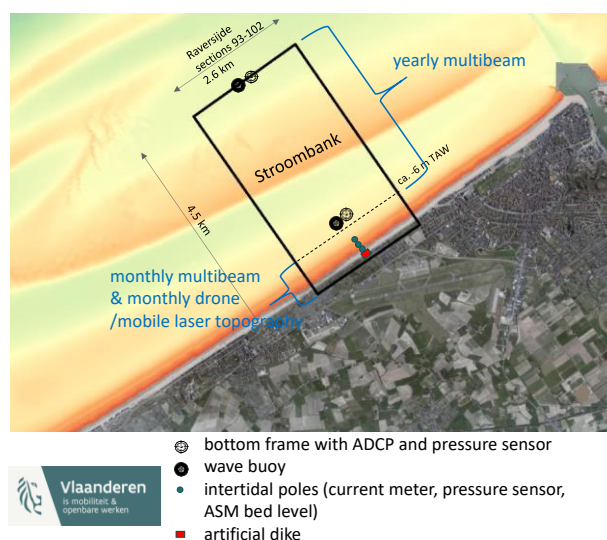 Raversijde
sections 93-102
2.6 km
yearly multibeam
Stroombank
ca. -6 m TAW
4.5 km
monthly multibeam
& monthly drone
/mobile laser topography
bottom frame with ADCP and pressure sensor
wave buoy
intertidal poles (current meter, pressure sensor,
ASM bed level)
artificial dike
Vlaanderen
is mobiliteit &
openbare werken